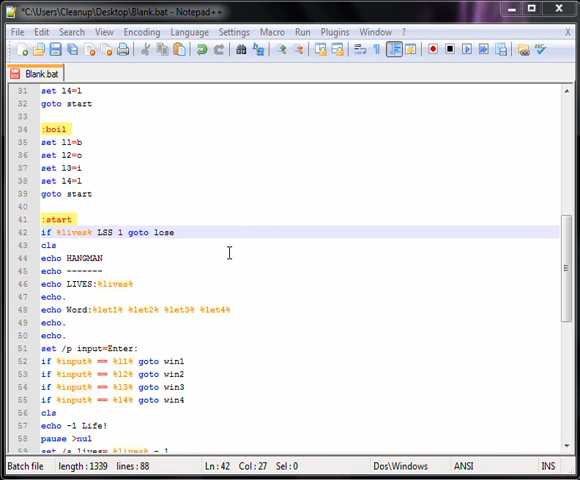 *C:\Users\Cleanup\Desktop\Blank.bat - Notepad++
File Edit Search View Encoding Language Settings Macro Run Plugins Window ? X
Blank.bat
31 set l4=l
32 goto start
33
34 :boil
35 set l1=b
36 set l2=o
37 set l3=i
38 set l4=l
39 goto start
40
41 :start
42 if %lives% LSS 1 goto lose
43 cls
44 echo HANGMAN
45 echo -------
46 echo LIVES:%lives%
47 echo.
48 echo Word:%let1% %let2% %let3% %let4%
49 echo.
50 echo.
51 set /p input=Enter:
52 if %input% == %l1% goto win1
53 if %input% == %l2% goto win2
54 if %input% == %l3% goto win3
55 if %input% == %l4% goto win4
56 cls
57 echo -1 Life!
58 pause >nul
59 set /a lives= %lives% - 1
Batch file length : 1339 lines : 88 Ln : 42 Col : 27 Sel : 0 Dos\Windows ANSI INS